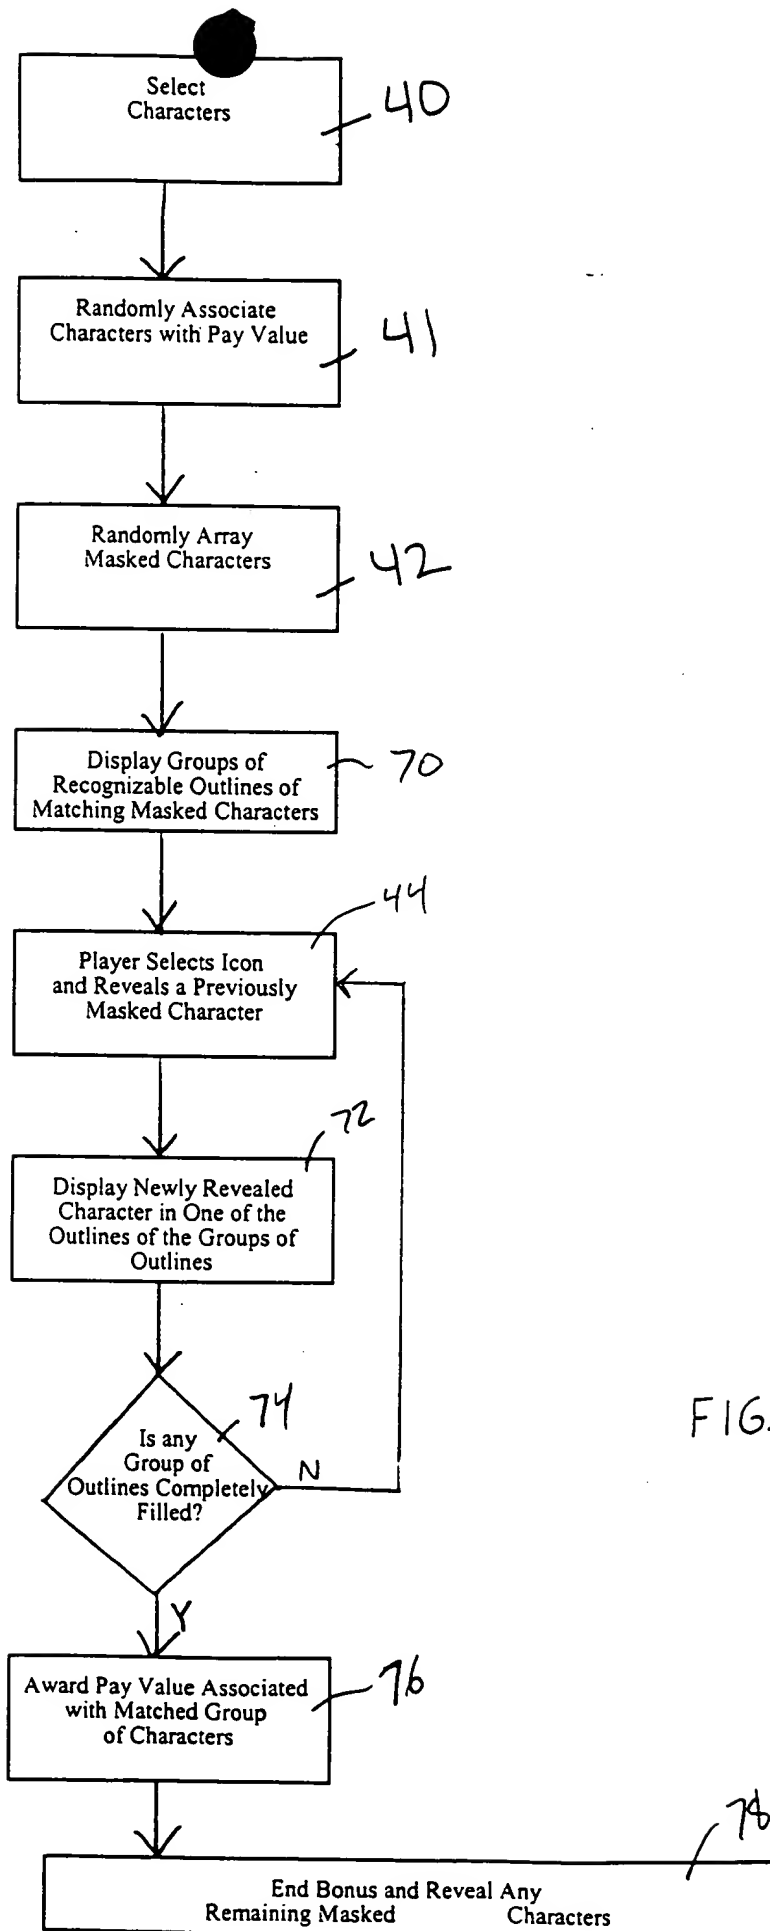 Select
Characters
40
Randomly Associate
Characters with Pay Value
41
Randomly Array
Masked Characters
42
Display Groups of
Recognizable Outlines of
Matching Masked Characters
70
44
Player Selects Icon
and Reveals a Previously
Masked Character
72
Display Newly Revealed
Character in One of the
Outlines of the Groups of
Outlines
74
Is any
Group of
Outlines Completely
Filled?
N
FIG.
Y
Award Pay Value Associated
with Matched Group
of Characters
76
78
End Bonus and Reveal Any
Remaining Masked Characters